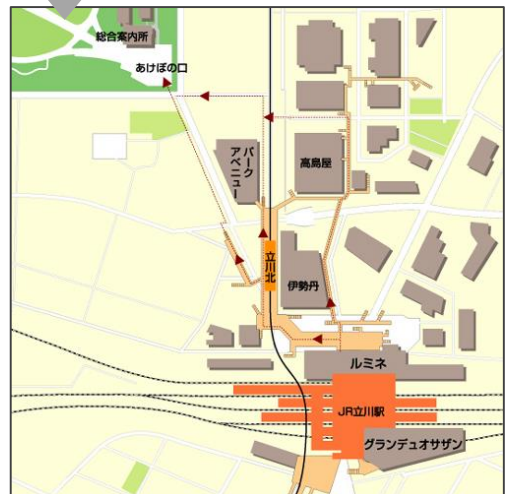 総合案内所
あけぼの口
パーク
アベニュー
高島屋
立川北
伊勢丹
ルミネ
JR立川駅
グランデュオサザン